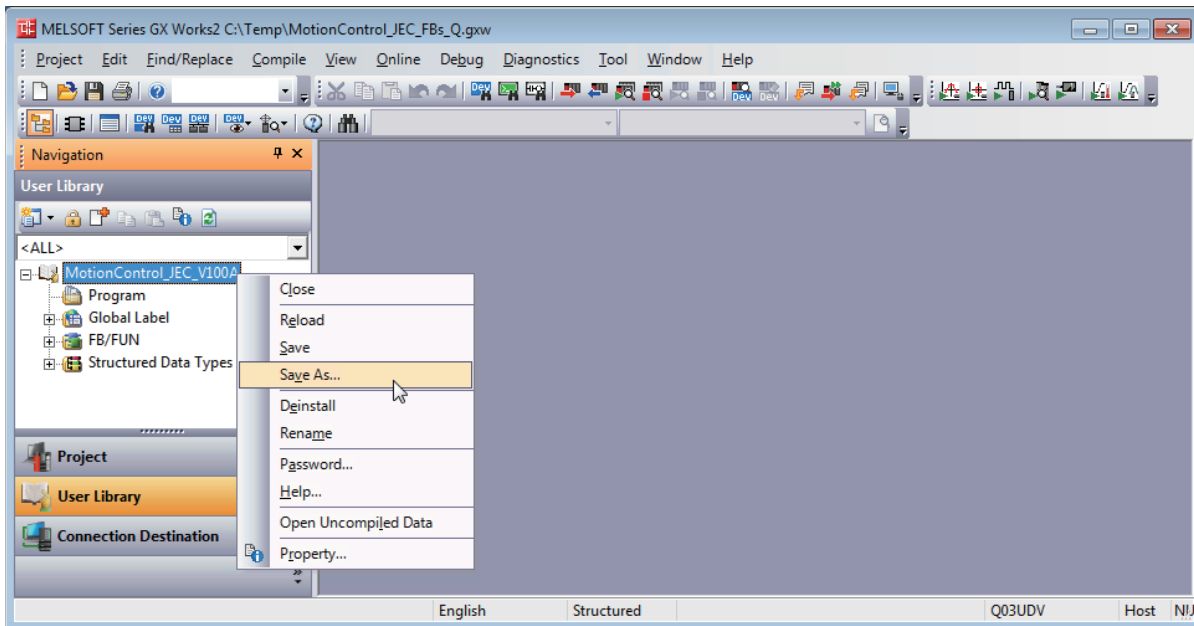 MELSOFT Series GX Works2 C:\Temp\MotionControl_JEC_FBs_Q.gxw
Project Edit Find/Replace Compile View Online Debug Diagnostics Tool Window Help
Navigation
User Library
<ALL>
MotionControl_JEC_V100A
Program
Global Label
FB/FUN
Structured Data Types
Close
Reload
Save
Save As...
Deinstall
Rename
Password...
Help...
Open Uncompiled Data
Property...
Project
User Library
Connection Destination
English Structured Q03UDV Host